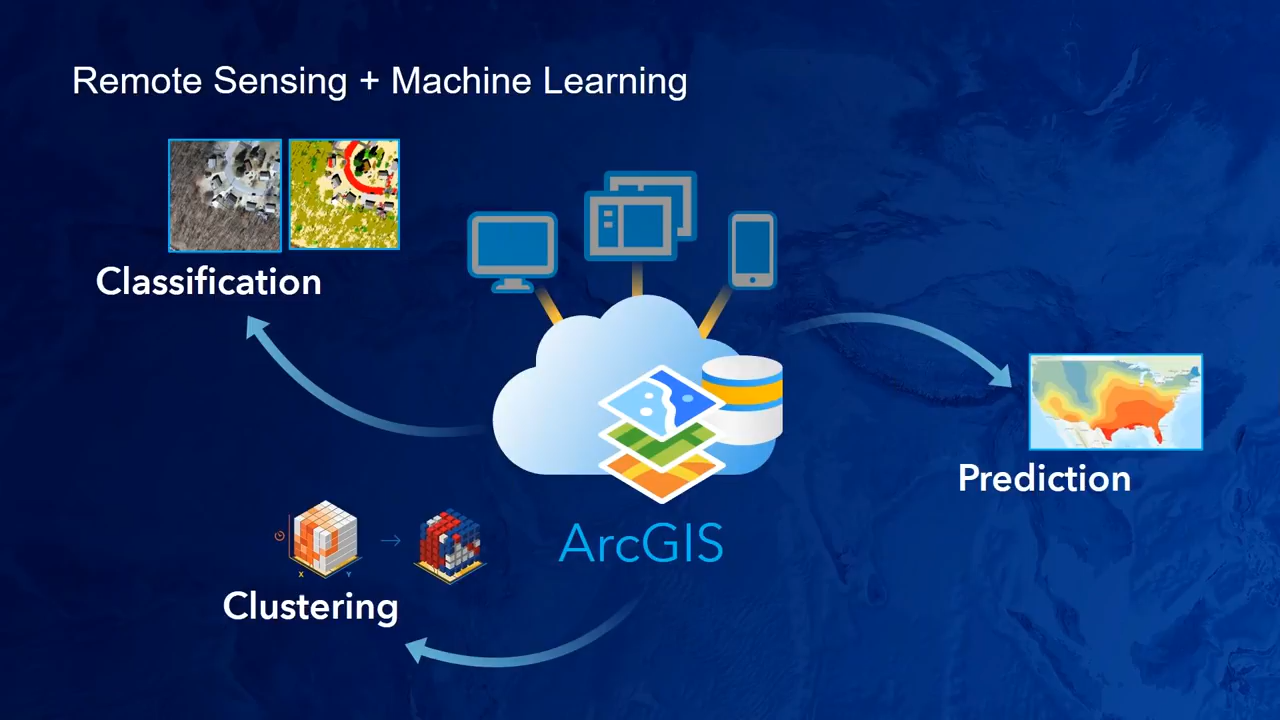 Remote Sensing + Machine Learning
Classification
Prediction
ArcGIS
X Y
Clustering